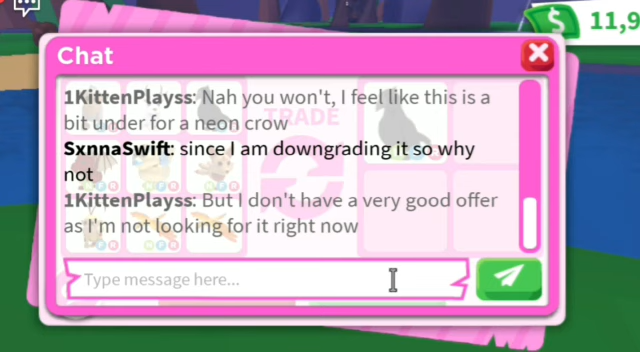 $ 11,9
Chat
1KittenPlayss: Nah you won't, I feel like this is a
bit under for a neon crow
TRADE
SxnnaSwift: since I am downgrading it so why
not
1KittenPlayss: But I don't have a very good offer
as I'm not looking for it right now
Type message here...